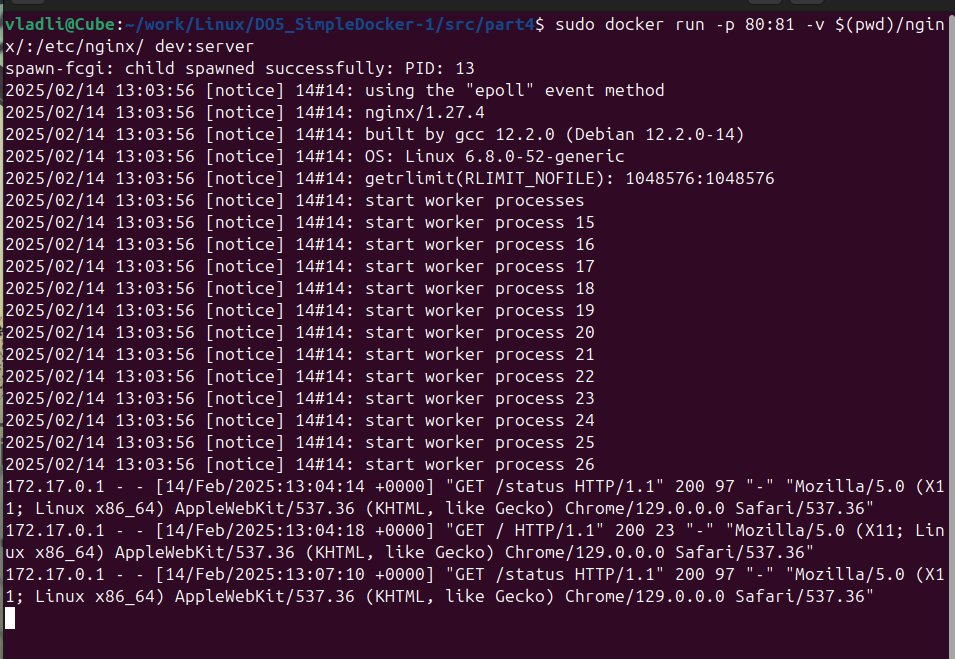 vladli@Cube:~/work/Linux/DO5_SimpleDocker-1/src/part4$ sudo docker run -p 80:81 -v $(pwd)/ngin
x/:/etc/nginx/ dev:server
spawn-fcgi: child spawned successfully: PID: 13
2025/02/14 13:03:56 [notice] 14#14: using the "epoll" event method
2025/02/14 13:03:56 [notice] 14#14: nginx/1.27.4
2025/02/14 13:03:56 [notice] 14#14: built by gcc 12.2.0 (Debian 12.2.0-14)
2025/02/14 13:03:56 [notice] 14#14: OS: Linux 6.8.0-52-generic
2025/02/14 13:03:56 [notice] 14#14: getrlimit(RLIMIT_NOFILE): 1048576:1048576
2025/02/14 13:03:56 [notice] 14#14: start worker processes
2025/02/14 13:03:56 [notice] 14#14: start worker process 15
2025/02/14 13:03:56 [notice] 14#14: start worker process 16
2025/02/14 13:03:56 [notice] 14#14: start worker process 17
2025/02/14 13:03:56 [notice] 14#14: start worker process 18
2025/02/14 13:03:56 [notice] 14#14: start worker process 19
2025/02/14 13:03:56 [notice] 14#14: start worker process 20
2025/02/14 13:03:56 [notice] 14#14: start worker process 21
2025/02/14 13:03:56 [notice] 14#14: start worker process 22
2025/02/14 13:03:56 [notice] 14#14: start worker process 23
2025/02/14 13:03:56 [notice] 14#14: start worker process 24
2025/02/14 13:03:56 [notice] 14#14: start worker process 25
2025/02/14 13:03:56 [notice] 14#14: start worker process 26
172.17.0.1 - - [14/Feb/2025:13:04:14 +0000] "GET /status HTTP/1.1" 200 97 "-" "Mozilla/5.0 (X1
1; Linux x86_64) AppleWebKit/537.36 (KHTML, like Gecko) Chrome/129.0.0.0 Safari/537.36"
172.17.0.1 - - [14/Feb/2025:13:04:18 +0000] "GET / HTTP/1.1" 200 23 "-" "Mozilla/5.0 (X11; Lin
ux x86_64) AppleWebKit/537.36 (KHTML, like Gecko) Chrome/129.0.0.0 Safari/537.36"
172.17.0.1 - - [14/Feb/2025:13:07:10 +0000] "GET /status HTTP/1.1" 200 97 "-" "Mozilla/5.0 (X1
1; Linux x86_64) AppleWebKit/537.36 (KHTML, like Gecko) Chrome/129.0.0.0 Safari/537.36"